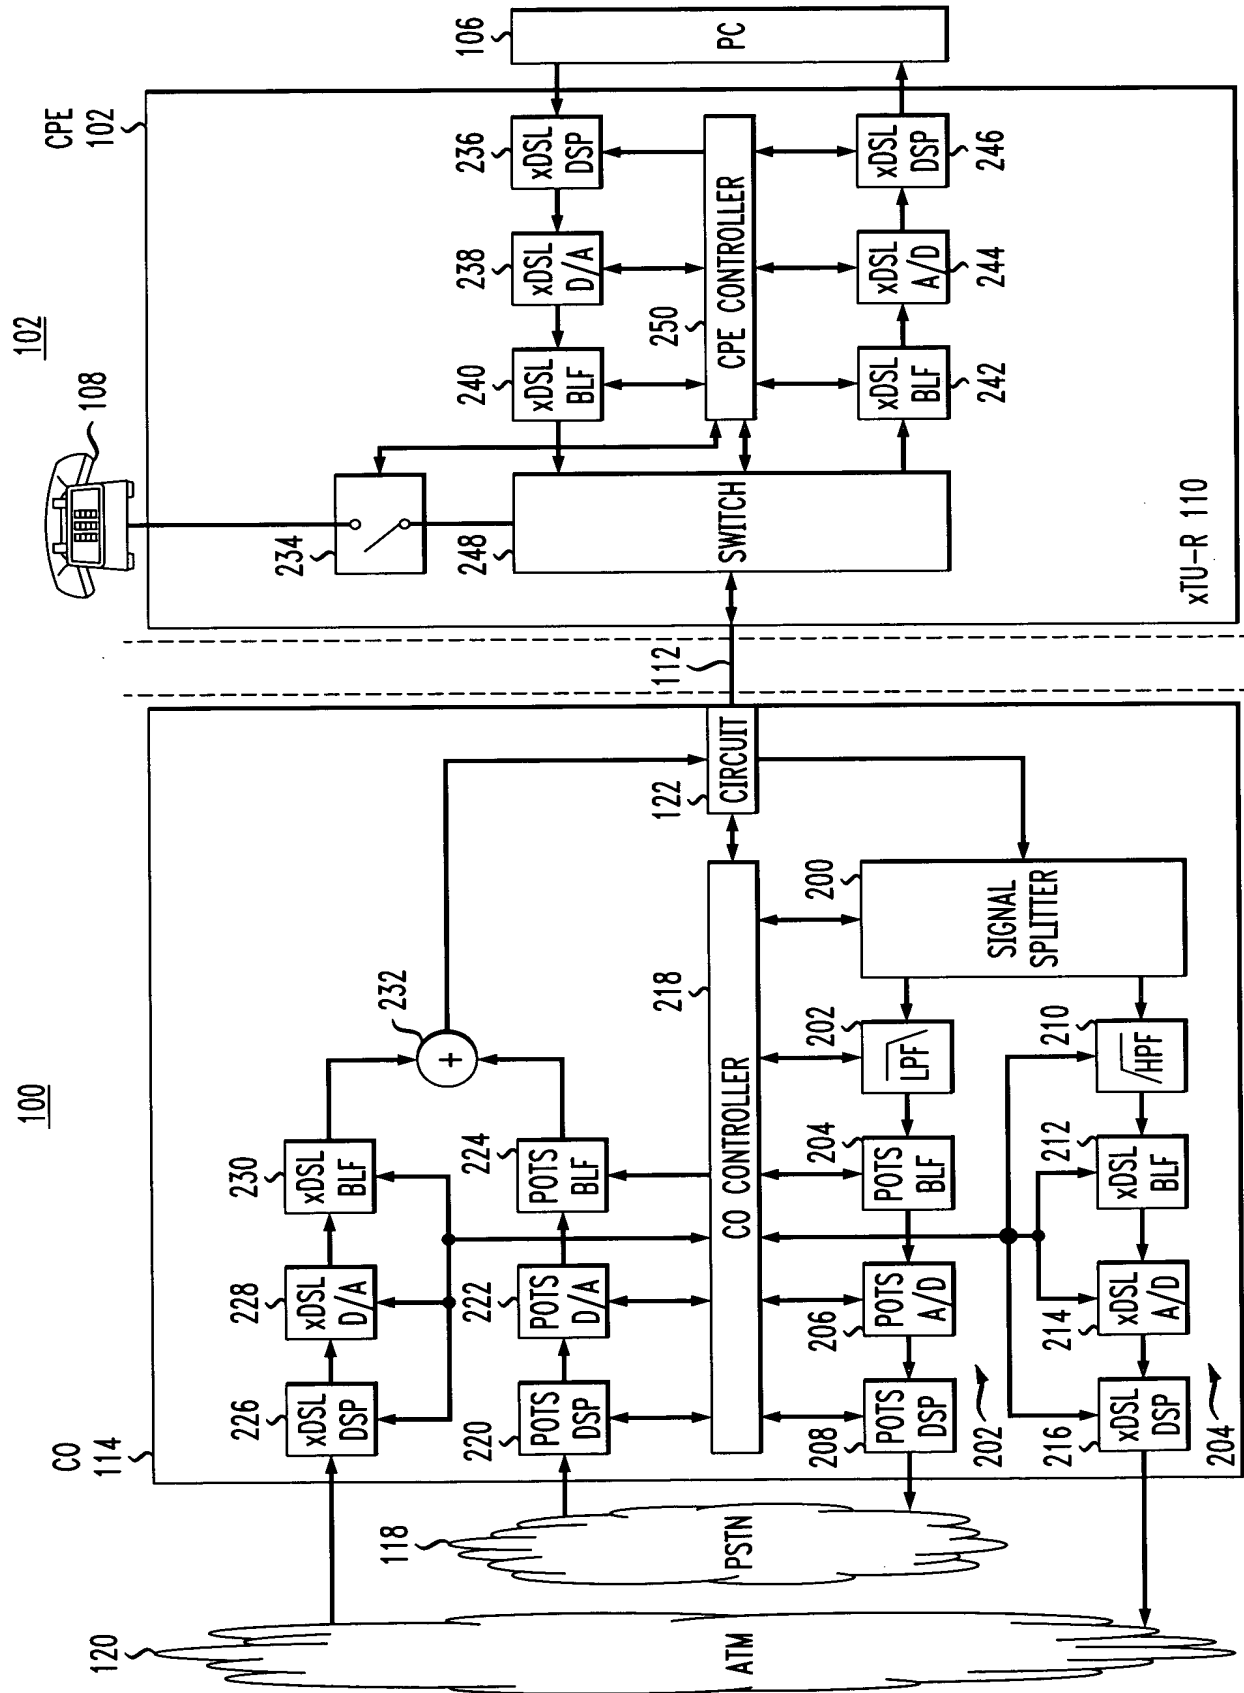 100
102
CO
114
CPE
102
120
ATM
118
PSTN
226
xDSL
DSP
228
xDSL
D/A
230
xDSL
BLF
232
+
220
POTS
DSP
222
POTS
D/A
224
POTS
BLF
218
CO CONTROLLER
122
CIRCUIT
112
208
POTS
DSP
206
POTS
A/D
204
POTS
BLF
202
LPF
200
SIGNAL
SPLITTER
202
216
xDSL
DSP
214
xDSL
A/D
212
xDSL
BLF
210
HPF
204
108
234
248
SWITCH
240
xDSL
BLF
238
xDSL
D/A
236
xDSL
DSP
106
PC
250
CPE CONTROLLER
xDSL
BLF
242
xDSL
A/D
244
xDSL
DSP
246
xTU-R 110